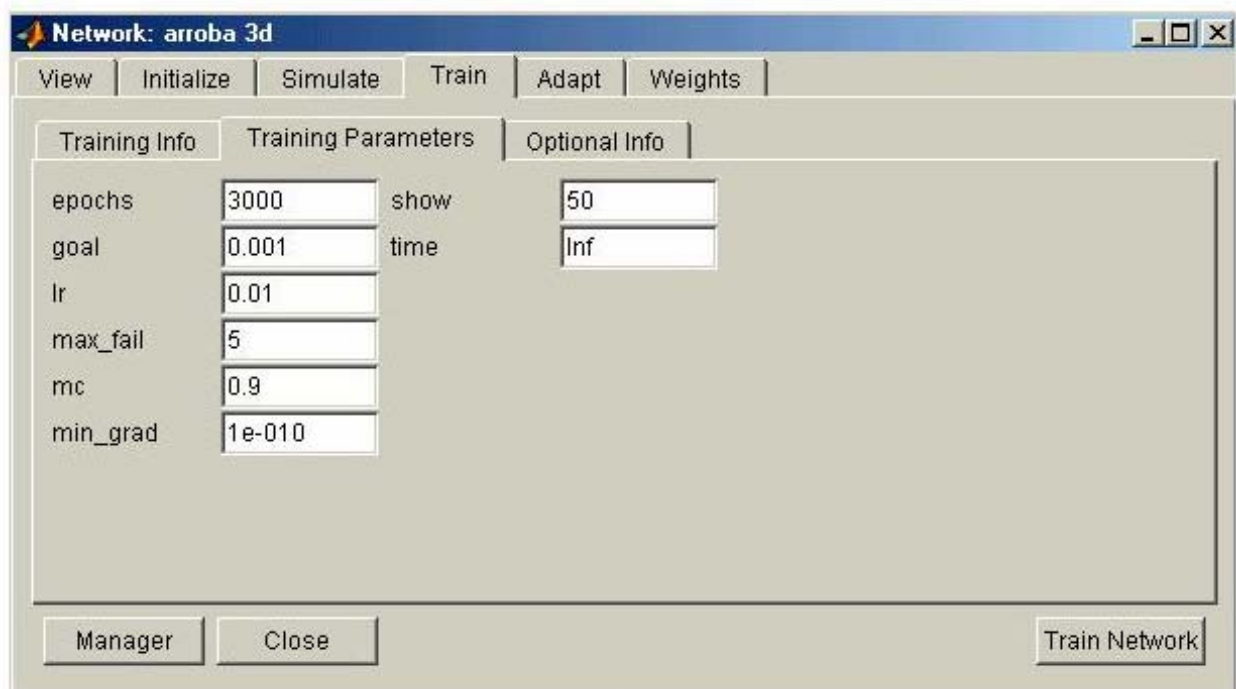 Network: arroba 3d
View Initialize Simulate Train Adapt Weights
Training Info Training Parameters Optional Info
epochs 3000 show 50
goal 0.001 time Inf
lr 0.01
max_fail 5
mc 0.9
min_grad 1e-010
Manager Close Train Network